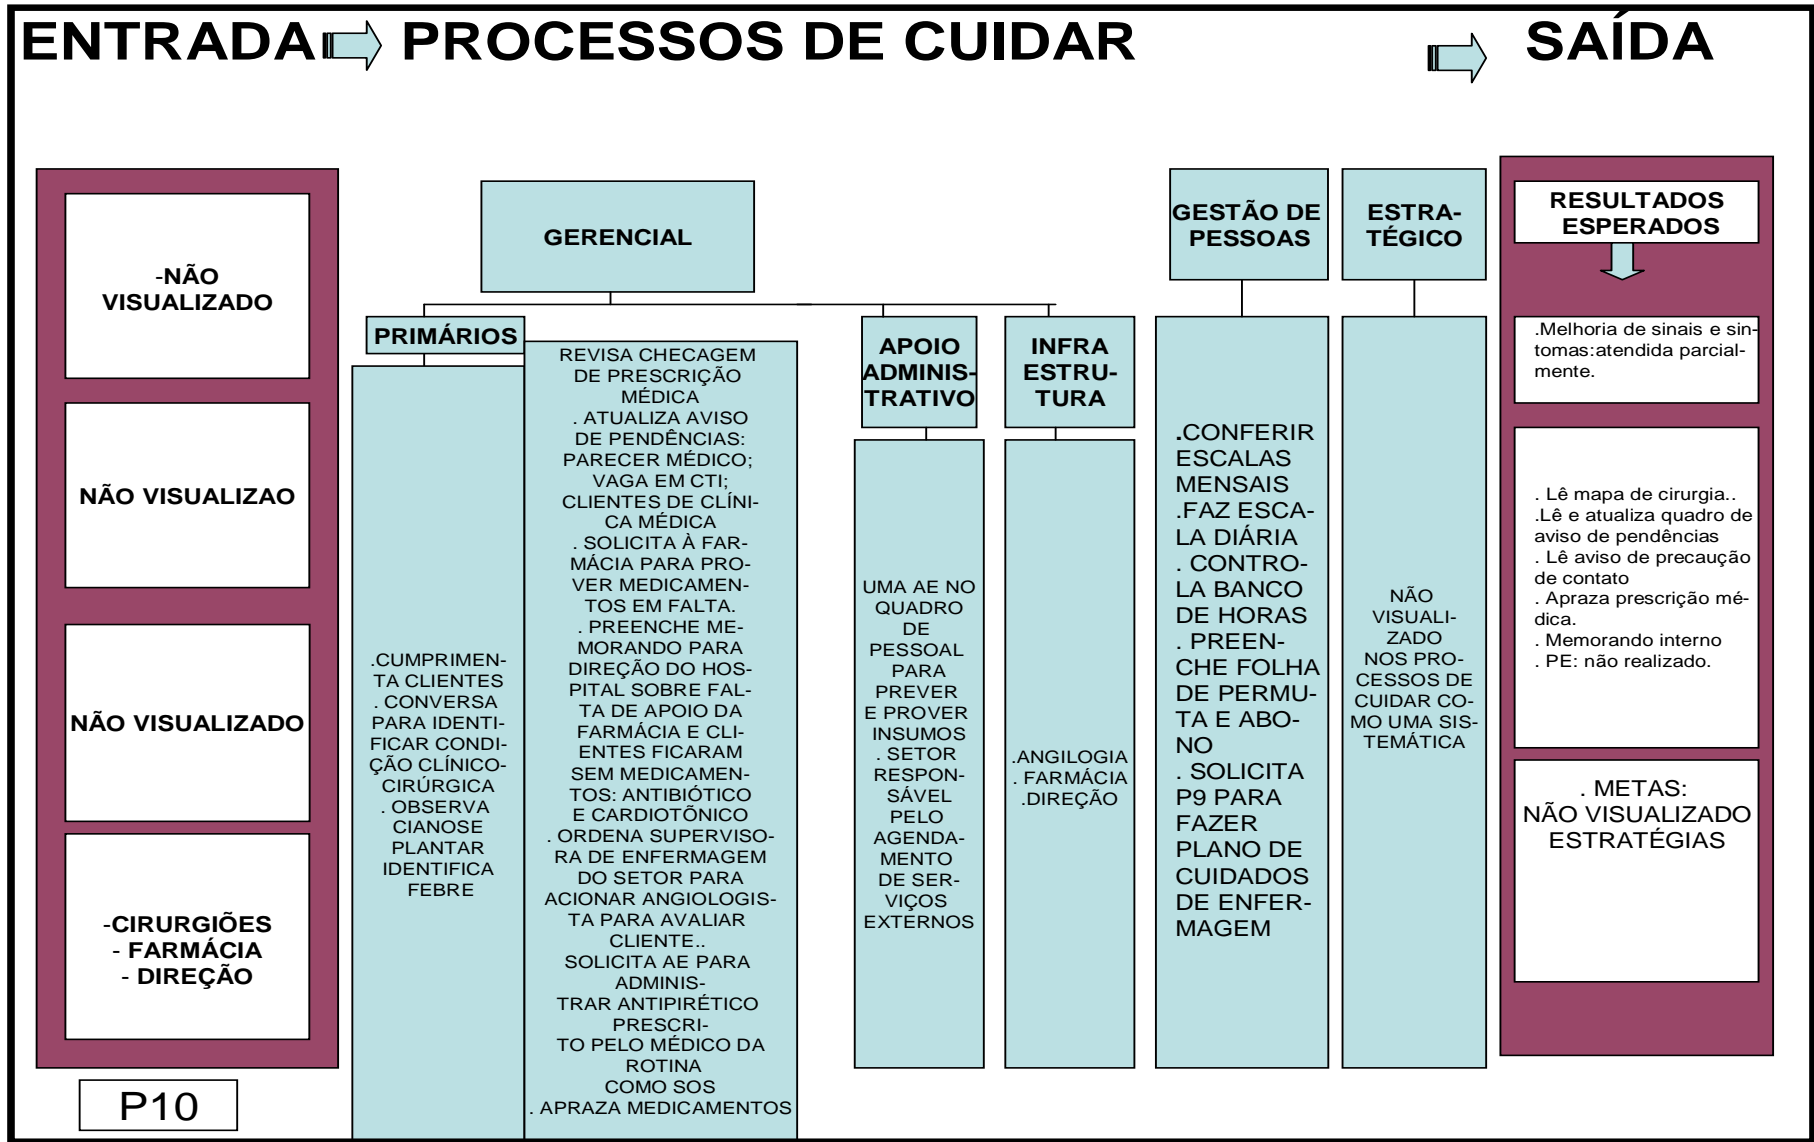 ENTRADA PROCESSOS DE CUIDAR SAÍDA
-NÃO
VISUALIZADO
NÃO VISUALIZAO
NÃO VISUALIZADO
-CIRURGIÕES
- FARMÁCIA
- DIREÇÃO
P10
GERENCIAL
PRIMÁRIOS
.CUMPRIMEN-
TA CLIENTES
. CONVERSA
PARA IDENTI-
FICAR CONDI-
ÇÃO CLÍNICO-
CIRÚRGICA
. OBSERVA
CIANOSE
PLANTAR
IDENTIFICA
FEBRE
REVISA CHECAGEM
DE PRESCRIÇÃO
MÉDICA
. ATUALIZA AVISO
DE PENDÊNCIAS:
PARECER MÉDICO;
VAGA EM CTI;
CLIENTES DE CLÍNI-
CA MÉDICA
. SOLICITA À FAR-
MÁCIA PARA PRO-
VER MEDICAMEN-
TOS EM FALTA.
. PREENCHE ME-
MORANDO PARA
DIREÇÃO DO HOS-
PITAL SOBRE FAL-
TA DE APOIO DA
FARMÁCIA E CLI-
ENTES FICARAM
SEM MEDICAMEN-
TOS: ANTIBIÓTICO
E CARDIOTÕNICO
. ORDENA SUPERVISO-
RA DE ENFERMAGEM
DO SETOR PARA
ACIONAR ANGIOLOGIS-
TA PARA AVALIAR
CLIENTE..
SOLICITA AE PARA
ADMINIS-
TRAR ANTIPIRÉTICO
PRESCRI-
TO PELO MÉDICO DA
ROTINA
COMO SOS
. APRAZA MEDICAMENTOS
APOIO
ADMINIS-
TRATIVO
UMA AE NO
QUADRO
DE
PESSOAL
PARA
PREVER
E PROVER
INSUMOS
. SETOR
RESPON-
SÁVEL
PELO
AGENDA-
MENTO
DE SER-
VIÇOS
EXTERNOS
INFRA
ESTRU-
TURA
.ANGILOGIA
. FARMÁCIA
.DIREÇÃO
GESTÃO DE
PESSOAS
.CONFERIR
ESCALAS
MENSAIS
.FAZ ESCA-
LA DIÁRIA
. CONTRO-
LA BANCO
DE HORAS
. PREEN-
CHE FOLHA
DE PERMU-
TA E ABO-
NO
. SOLICITA
P9 PARA
FAZER
PLANO DE
CUIDADOS
DE ENFER-
MAGEM
ESTRA-
TÉGICO
NÃO
VISUALI-
ZADO
NOS PRO-
CESSOS DE
CUIDAR CO-
MO UMA SIS-
TEMÁTICA
RESULTADOS
ESPERADOS
.Melhoria de sinais e sin-
tomas:atendida parcial-
mente.
. Lê mapa de cirurgia..
.Lê e atualiza quadro de
aviso de pendências
. Lê aviso de precaução
de contato
. Apraza prescrição mé-
dica.
. Memorando interno
. PE: não realizado.
. METAS:
NÃO VISUALIZADO
ESTRATÉGIAS